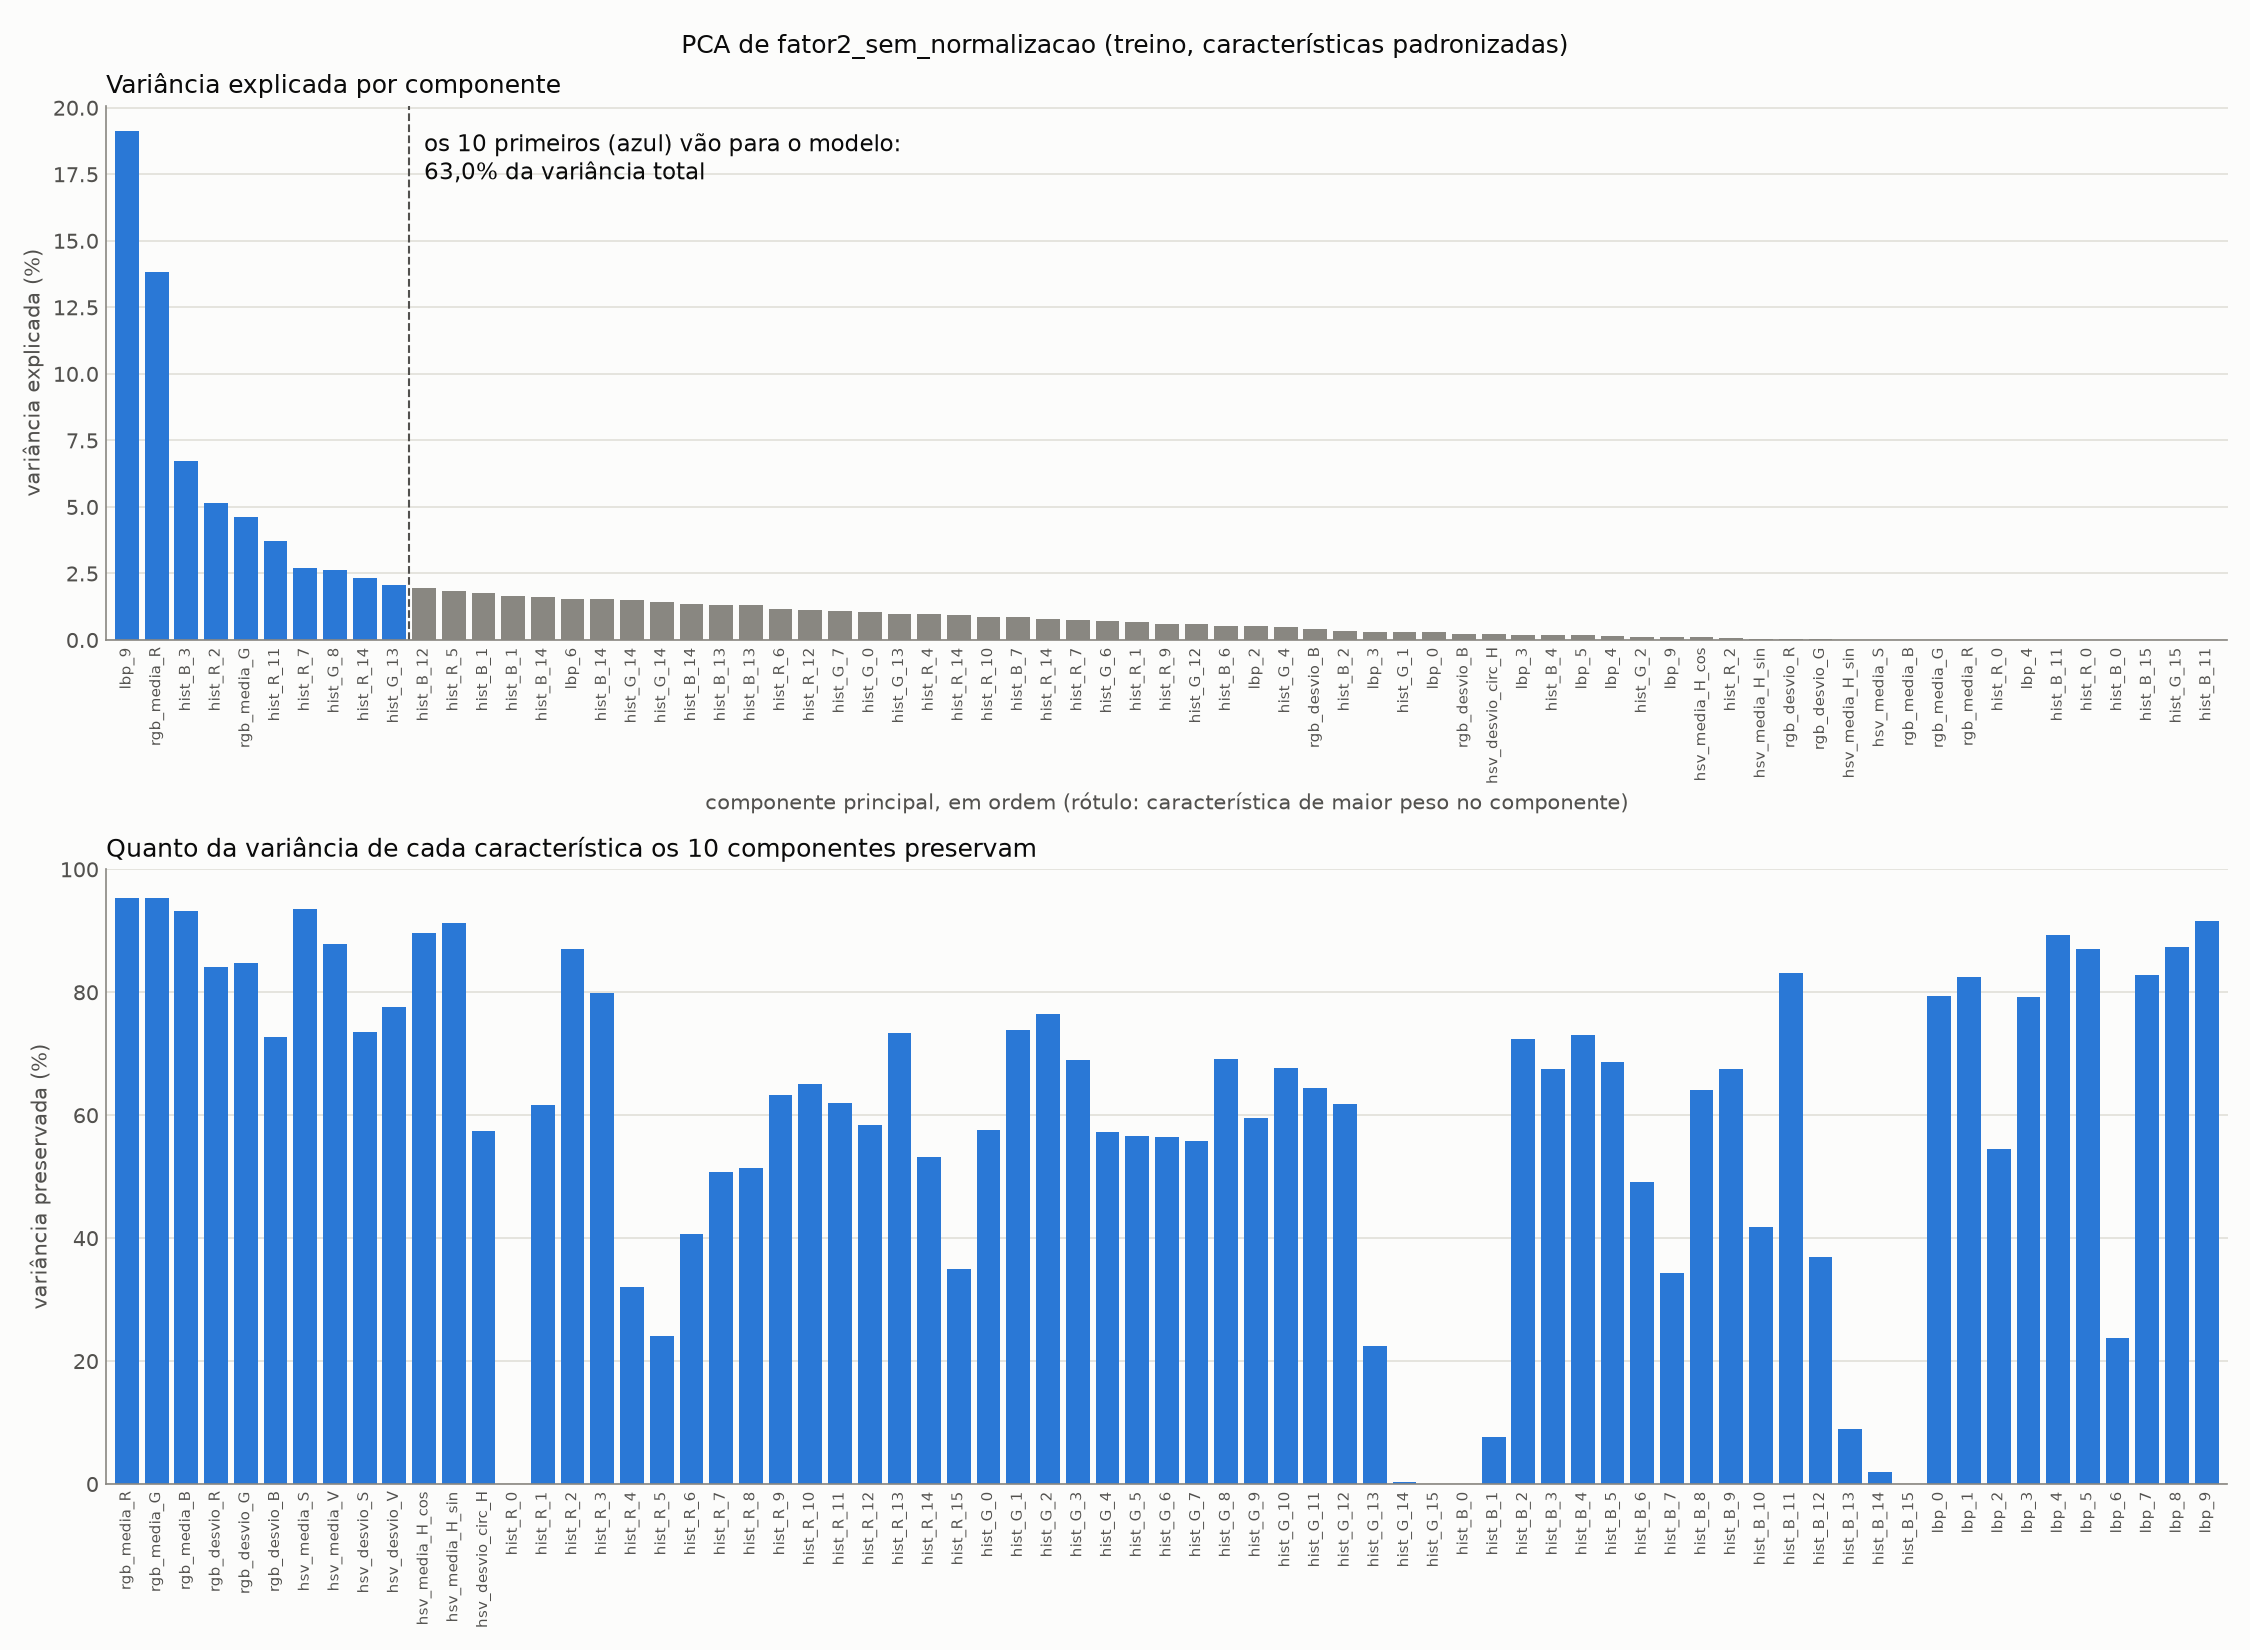 PCA de fator2_sem_normalizacao (treino, características padronizadas)
Variância explicada por componente
variância explicada (%)
20.0
17.5
15.0
12.5
10.0
7.5
5.0
2.5
0.0
os 10 primeiros (azul) vão para o modelo:
63,0% da variância total
lbp_9
rgb_media_R
hist_B_3
hist_R_2
rgb_media_G
hist_R_11
hist_R_7
hist_G_8
hist_R_14
hist_G_13
hist_B_12
hist_R_5
hist_B_1
hist_B_1
hist_B_14
lbp_6
hist_B_14
hist_G_14
hist_G_14
hist_B_14
hist_B_13
hist_B_13
hist_R_6
hist_R_12
hist_G_7
hist_G_0
hist_G_13
hist_R_4
hist_R_14
hist_R_10
hist_B_7
hist_R_14
hist_R_7
hist_G_6
hist_R_1
hist_R_9
hist_G_12
hist_B_6
lbp_2
hist_G_4
rgb_desvio_B
hist_B_2
lbp_3
hist_G_1
lbp_0
rgb_desvio_B
hsv_desvio_circ_H
lbp_3
hist_B_4
lbp_5
lbp_4
hist_G_2
lbp_9
hsv_media_H_cos
hist_R_2
hsv_media_H_sin
rgb_desvio_R
rgb_desvio_G
hsv_media_H_sin
hsv_media_S
rgb_media_B
rgb_media_G
rgb_media_R
hist_R_0
lbp_4
hist_B_11
hist_R_0
hist_B_0
hist_B_15
hist_G_15
hist_B_11
componente principal, em ordem (rótulo: característica de maior peso no componente)
Quanto da variância de cada característica os 10 componentes preservam
variância preservada (%)
100
80
60
40
20
0
rgb_media_R
rgb_media_G
rgb_media_B
rgb_desvio_R
rgb_desvio_G
rgb_desvio_B
hsv_media_S
hsv_media_V
hsv_desvio_S
hsv_desvio_V
hsv_media_H_cos
hsv_media_H_sin
hsv_desvio_circ_H
hist_R_0
hist_R_1
hist_R_2
hist_R_3
hist_R_4
hist_R_5
hist_R_6
hist_R_7
hist_R_8
hist_R_9
hist_R_10
hist_R_11
hist_R_12
hist_R_13
hist_R_14
hist_R_15
hist_G_0
hist_G_1
hist_G_2
hist_G_3
hist_G_4
hist_G_5
hist_G_6
hist_G_7
hist_G_8
hist_G_9
hist_G_10
hist_G_11
hist_G_12
hist_G_13
hist_G_14
hist_G_15
hist_B_0
hist_B_1
hist_B_2
hist_B_3
hist_B_4
hist_B_5
hist_B_6
hist_B_7
hist_B_8
hist_B_9
hist_B_10
hist_B_11
hist_B_12
hist_B_13
hist_B_14
hist_B_15
lbp_0
lbp_1
lbp_2
lbp_3
lbp_4
lbp_5
lbp_6
lbp_7
lbp_8
lbp_9